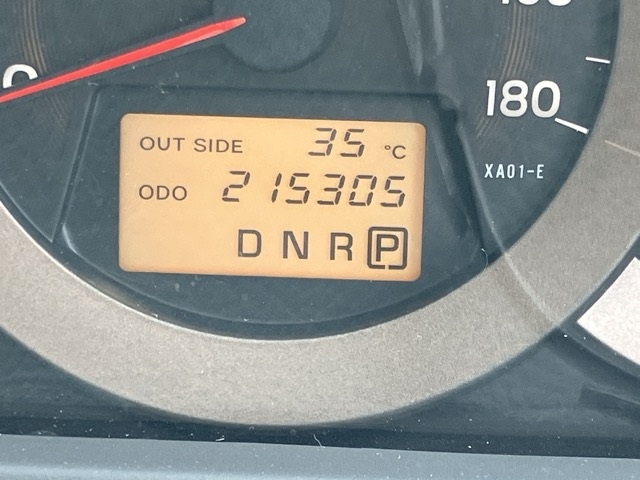 180
XA01-E
OUT SIDE 35 °C
ODO 215305
D N R P